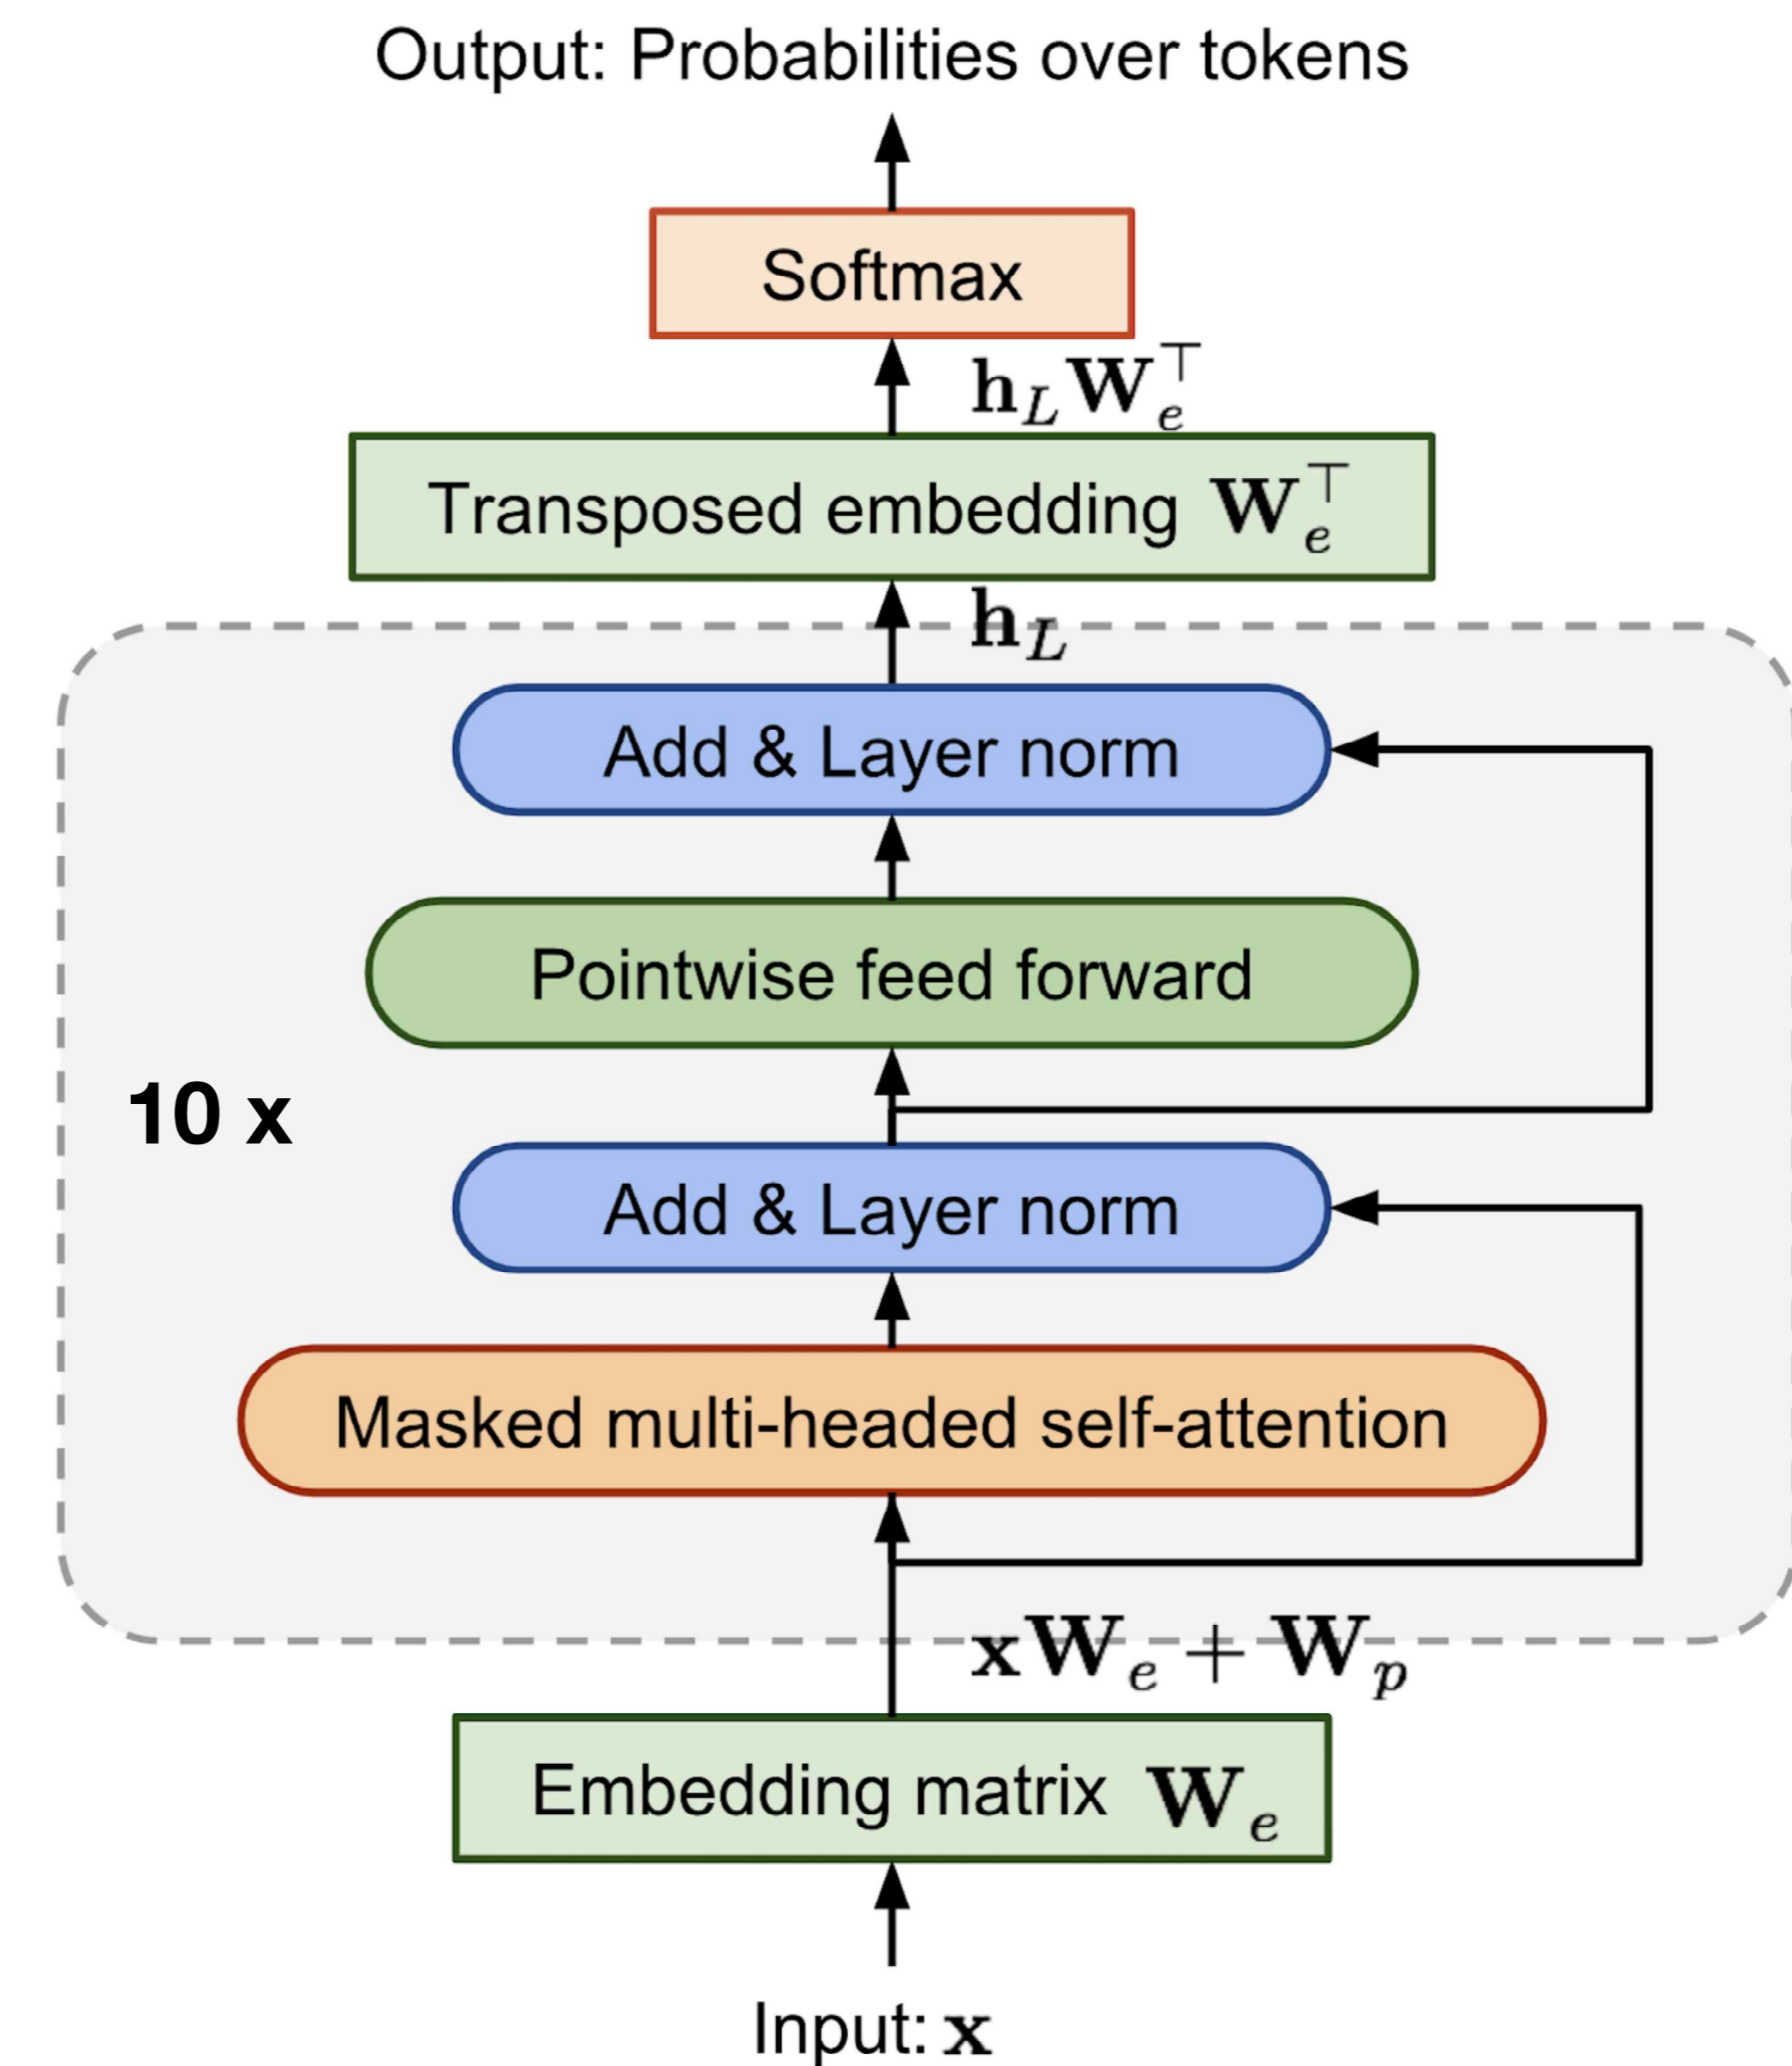 Output: Probabilities over tokens
Softmax
h_L W_e^⊤
Transposed embedding W_e^⊤
h_L
Add & Layer norm
Pointwise feed forward
10 x
Add & Layer norm
Masked multi-headed self-attention
xW_e + W_p
Embedding matrix W_e
Input: x